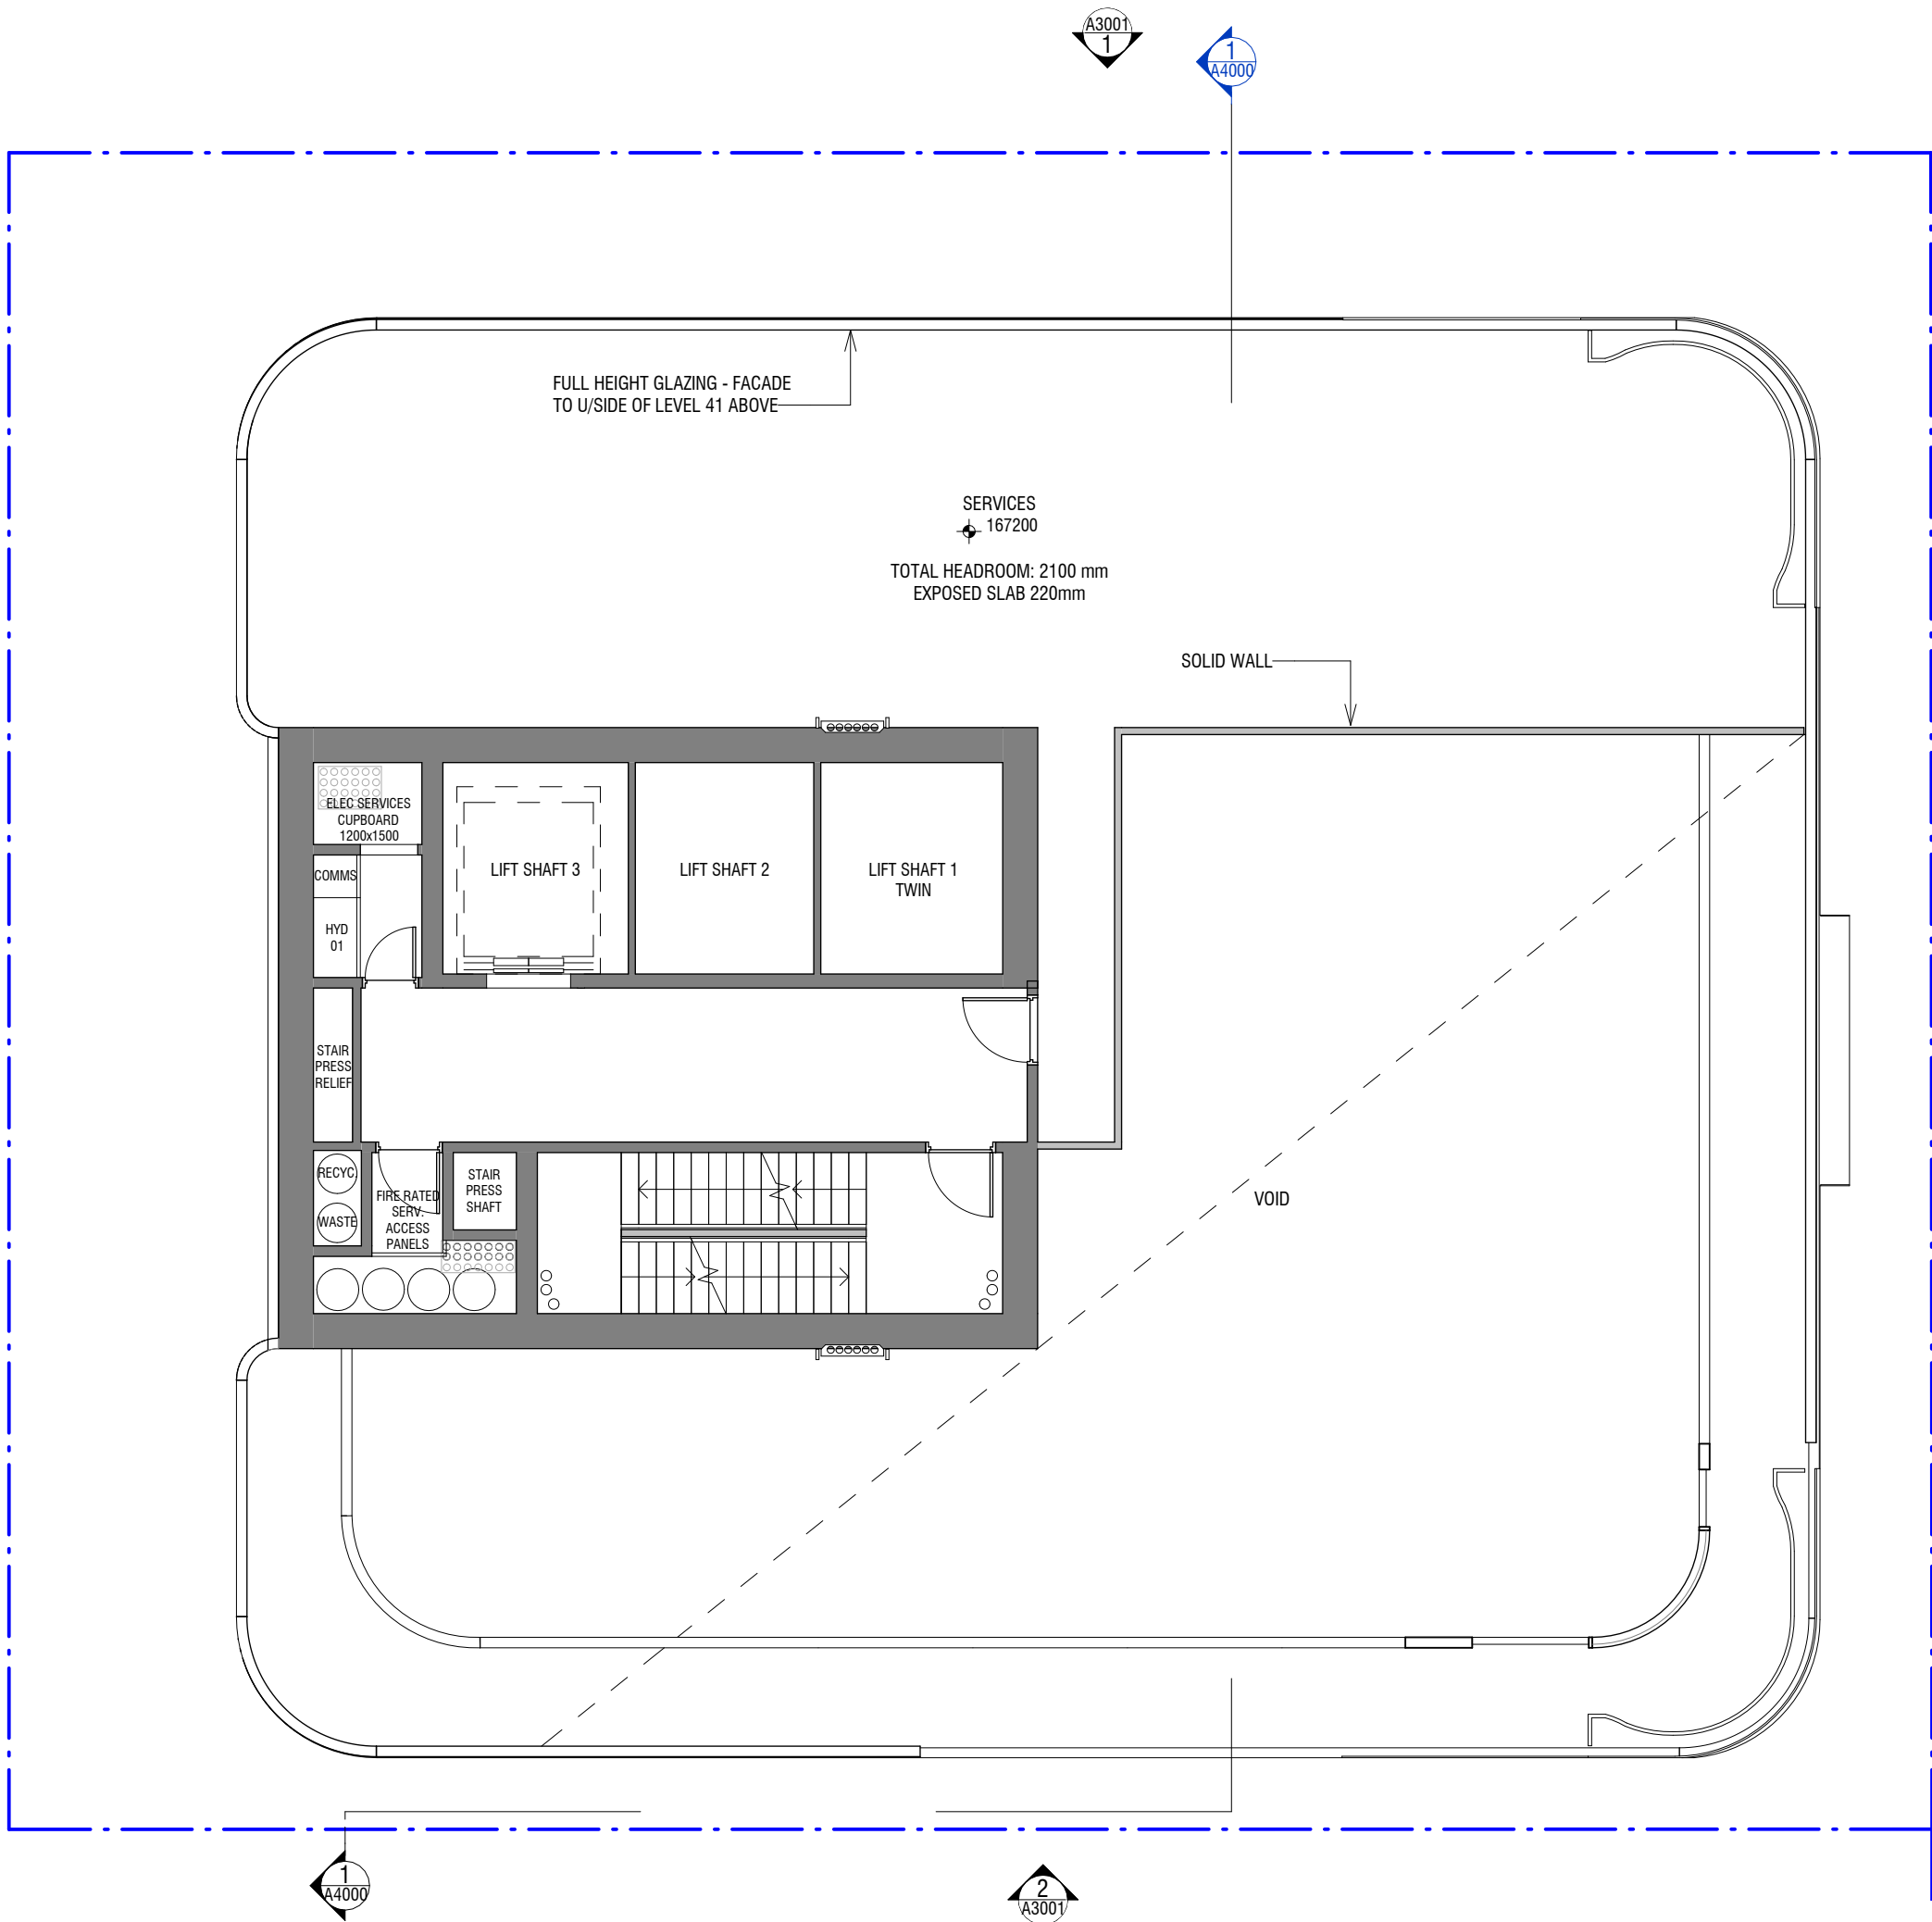 A3001
1
1
A4000
FULL HEIGHT GLAZING - FACADE
TO U/SIDE OF LEVEL 41 ABOVE
SERVICES
167200
TOTAL HEADROOM: 2100 mm
EXPOSED SLAB 220mm
SOLID WALL
ELEC SERVICES
CUPBOARD
1200x1500
COMMS
HYD
01
LIFT SHAFT 3
LIFT SHAFT 2
LIFT SHAFT 1
TWIN
STAIR
PRESS
RELIEF
RECYC.
WASTE
FIRE RATED
SERV.
ACCESS
PANELS
STAIR
PRESS
SHAFT
VOID
1
A4000
2
A3001